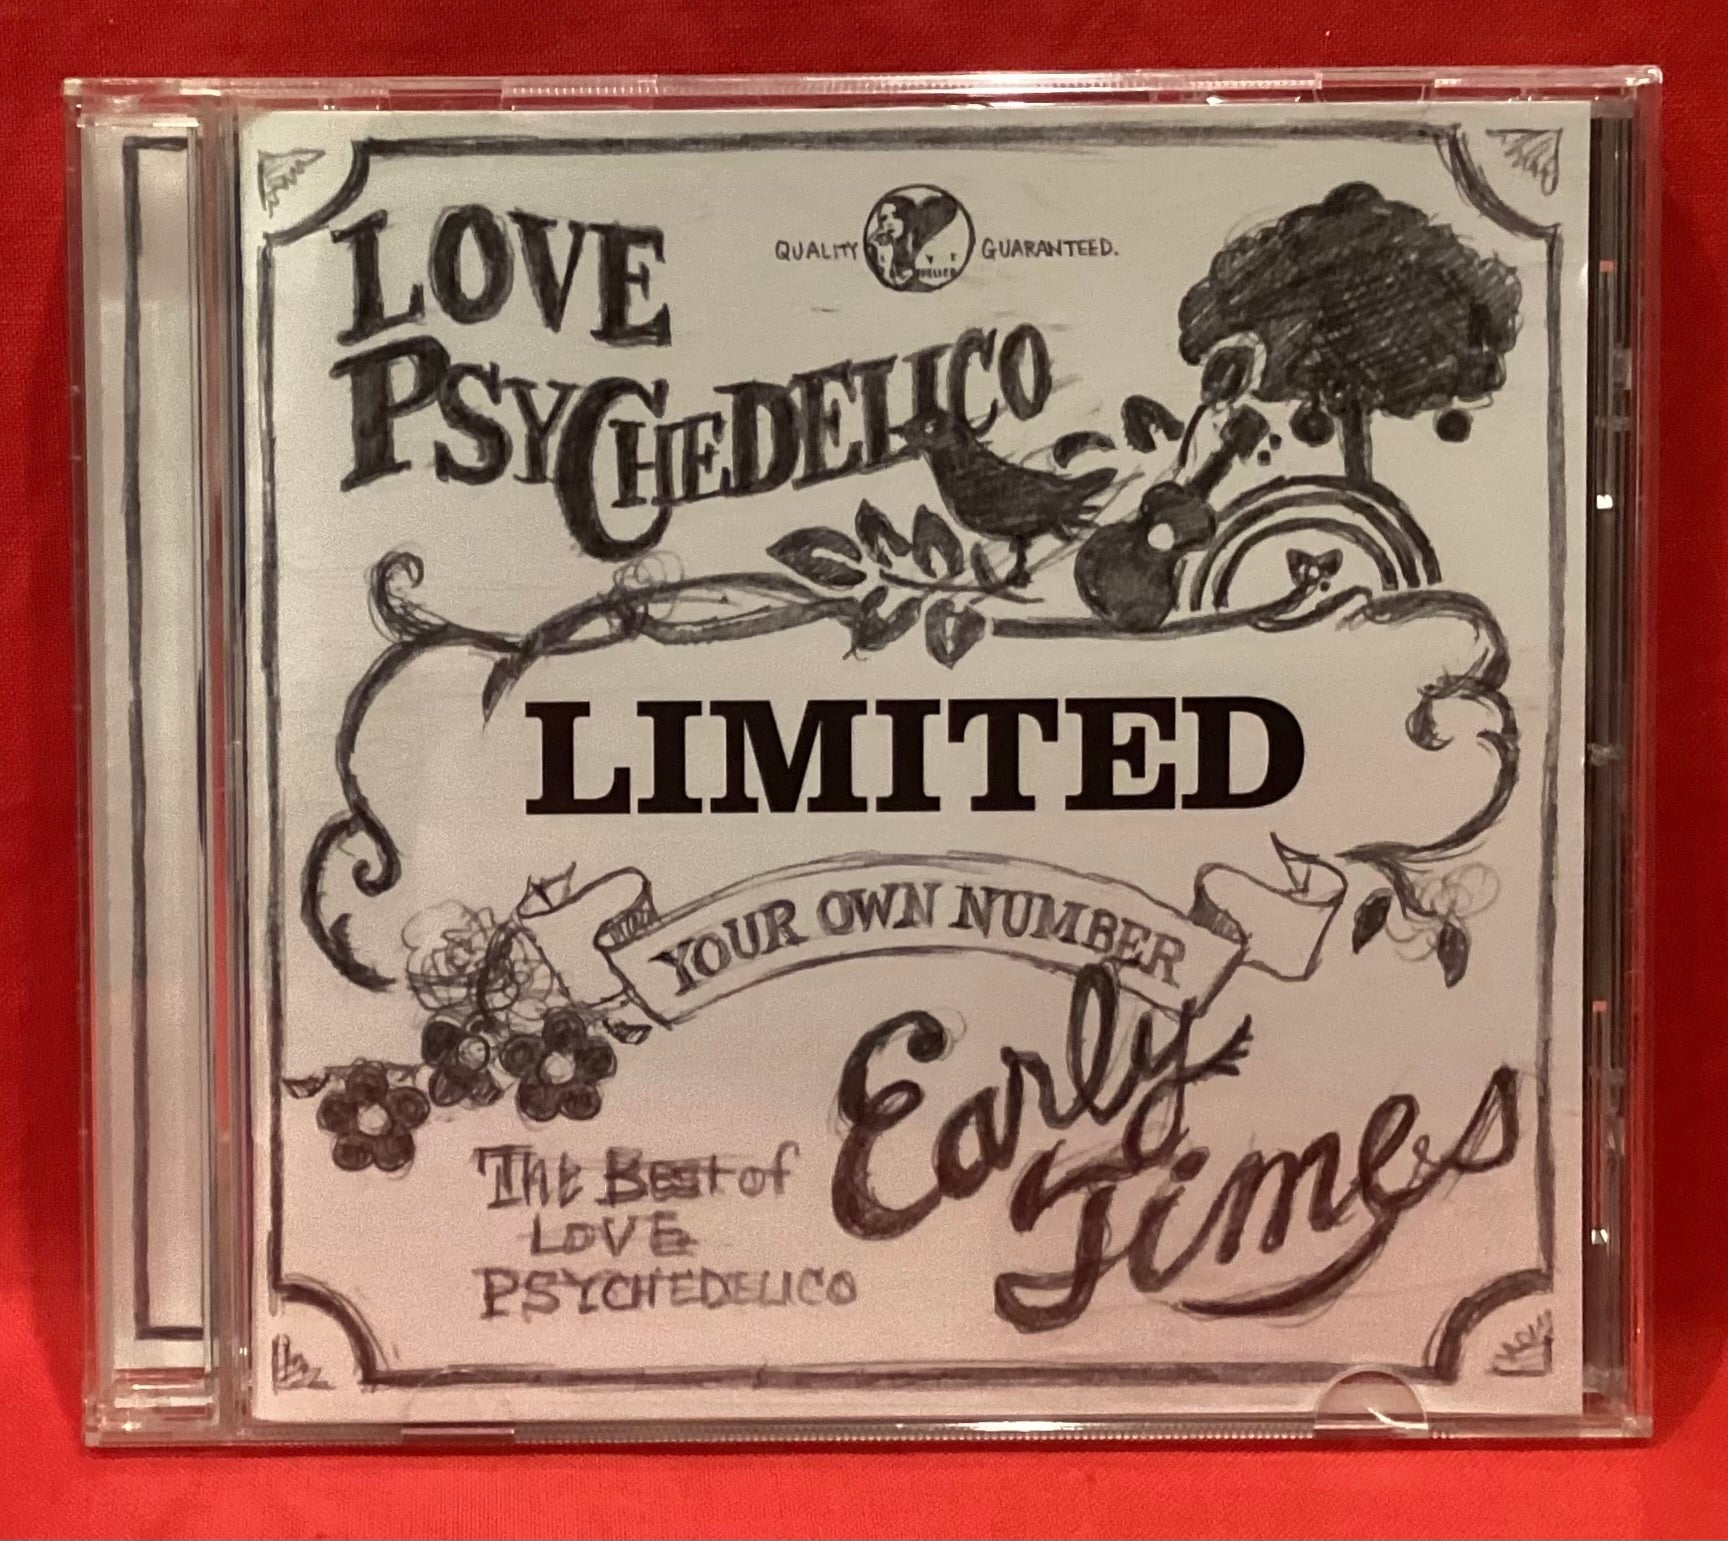 LOVE
PSYCHEDELICO
QUALITY GUARANTEED.
LIMITED
YOUR OWN NUMBER
Early
Times
The Best of
LOVE
PSYCHEDELICO